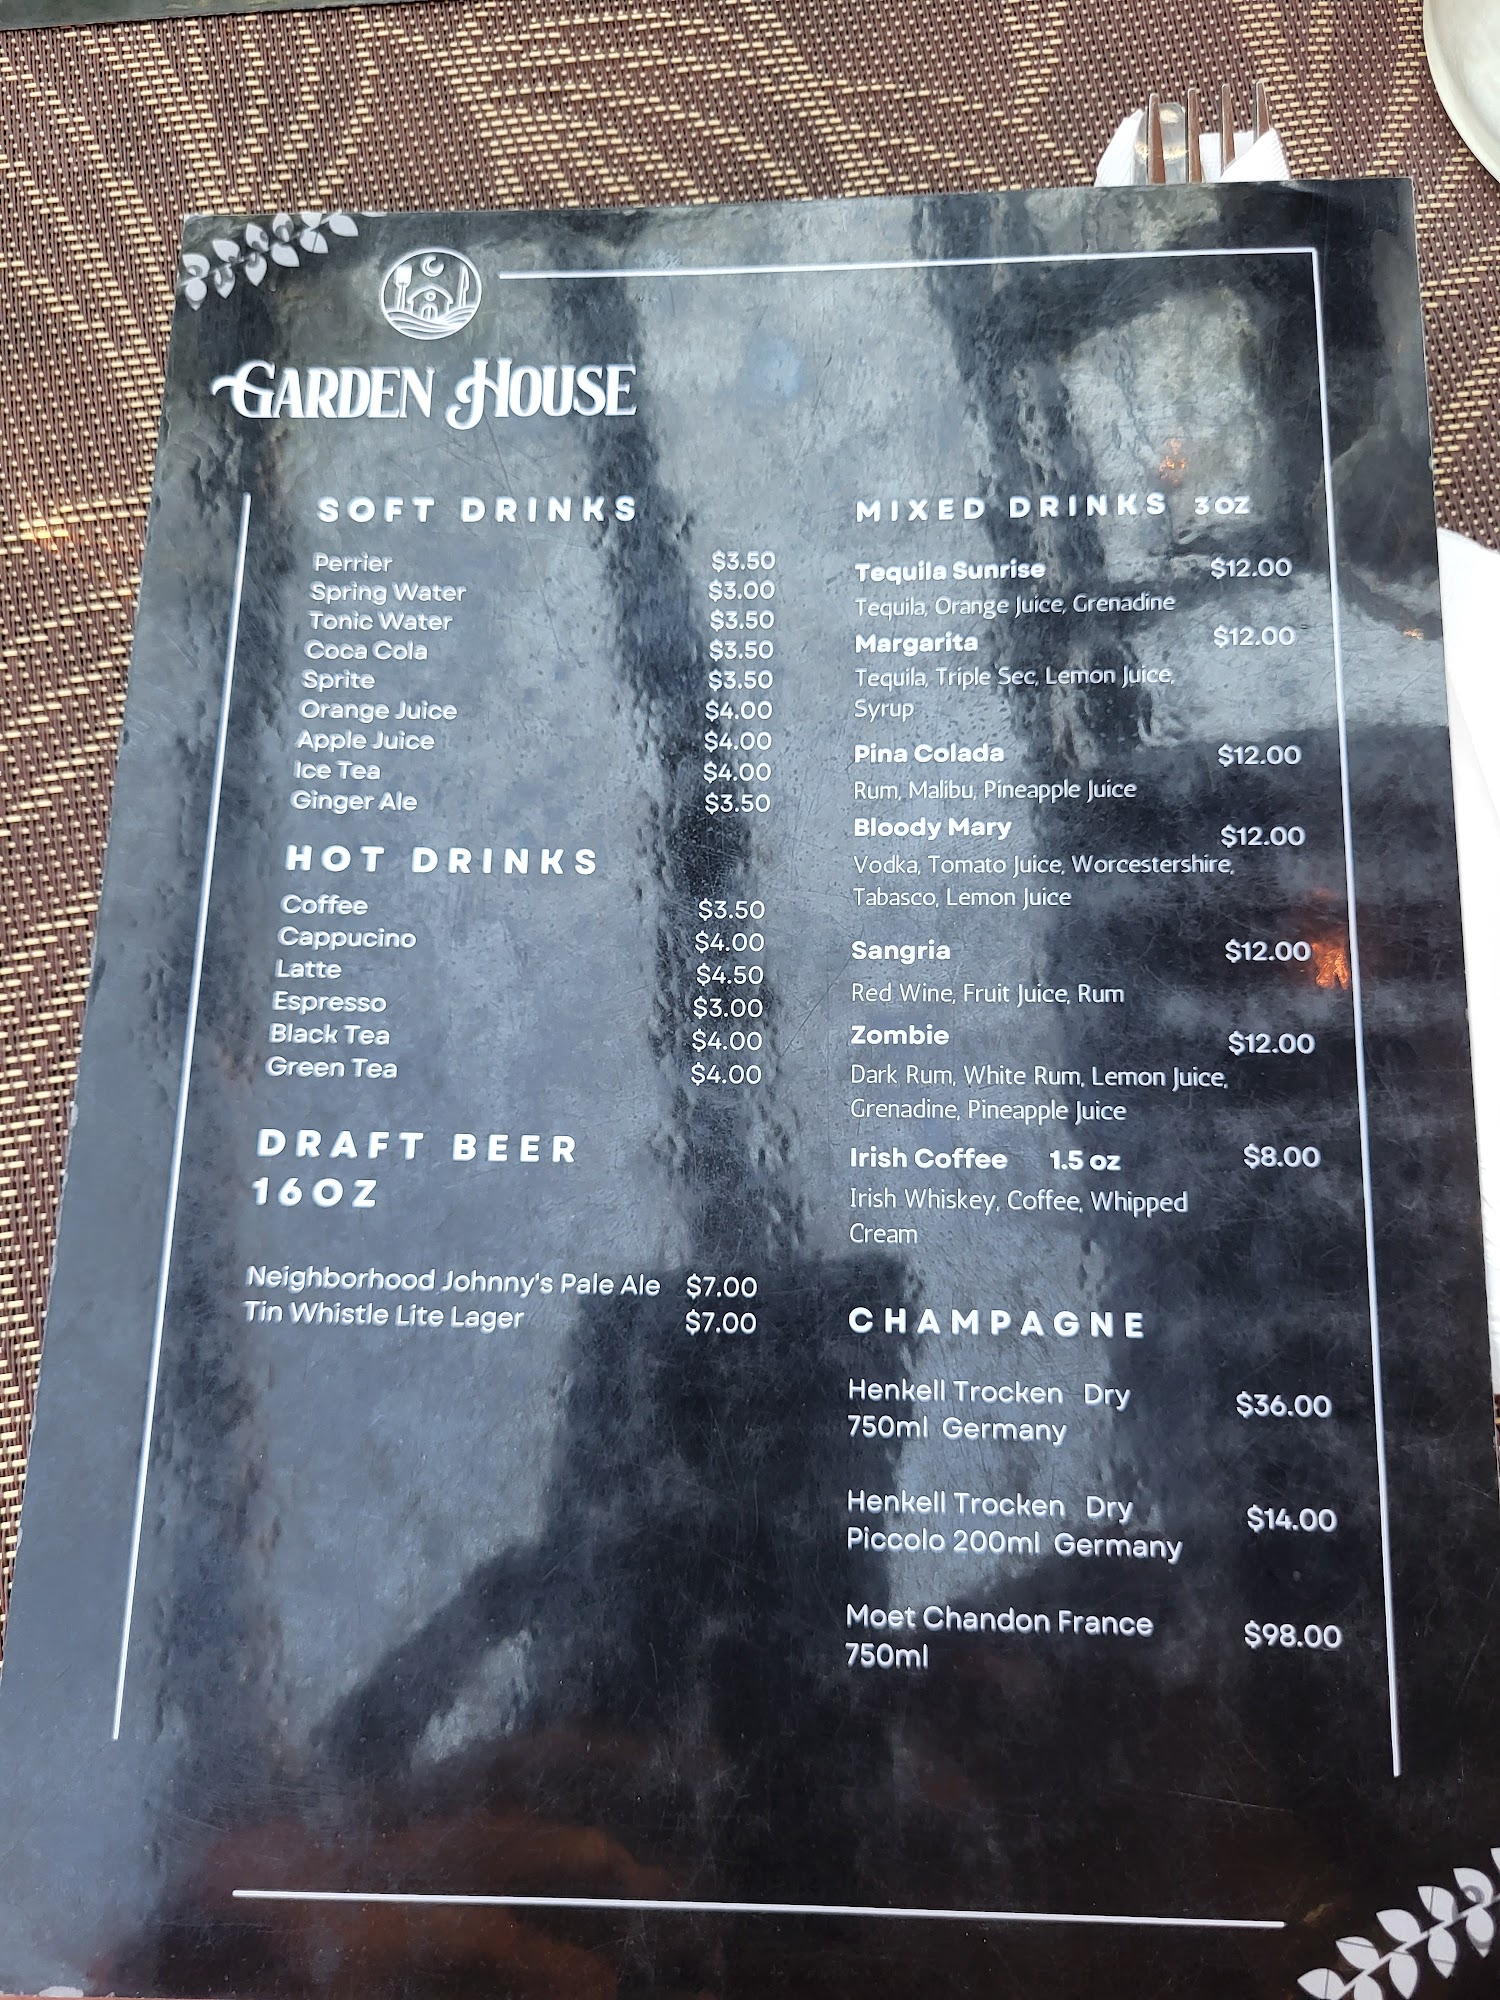 GARDEN HOUSE
SOFT DRINKS
Perrier $3.50
Spring Water $3.00
Tonic Water $3.50
Coca Cola $3.50
Sprite $3.50
Orange Juice $4.00
Apple Juice $4.00
Ice Tea $4.00
Ginger Ale $3.50
HOT DRINKS
Coffee $3.50
Cappucino $4.00
Latte $4.50
Espresso $3.00
Black Tea $4.00
Green Tea $4.00
DRAFT BEER
16OZ
Neighborhood Johnny's Pale Ale $7.00
Tin Whistle Lite Lager $7.00
MIXED DRINKS 3OZ
Tequila Sunrise $12.00
Tequila, Orange Juice, Grenadine
Margarita $12.00
Tequila, Triple Sec, Lemon Juice,
Syrup
Pina Colada $12.00
Rum, Malibu, Pineapple Juice
Bloody Mary $12.00
Vodka, Tomato Juice, Worcestershire,
Tabasco, Lemon Juice
Sangria $12.00
Red Wine, Fruit Juice, Rum
Zombie $12.00
Dark Rum, White Rum, Lemon Juice,
Grenadine, Pineapple Juice
Irish Coffee 1.5 oz $8.00
Irish Whiskey, Coffee, Whipped
Cream
CHAMPAGNE
Henkell Trocken Dry
750ml Germany $36.00
Henkell Trocken Dry
Piccolo 200ml Germany $14.00
Moet Chandon France
750ml $98.00